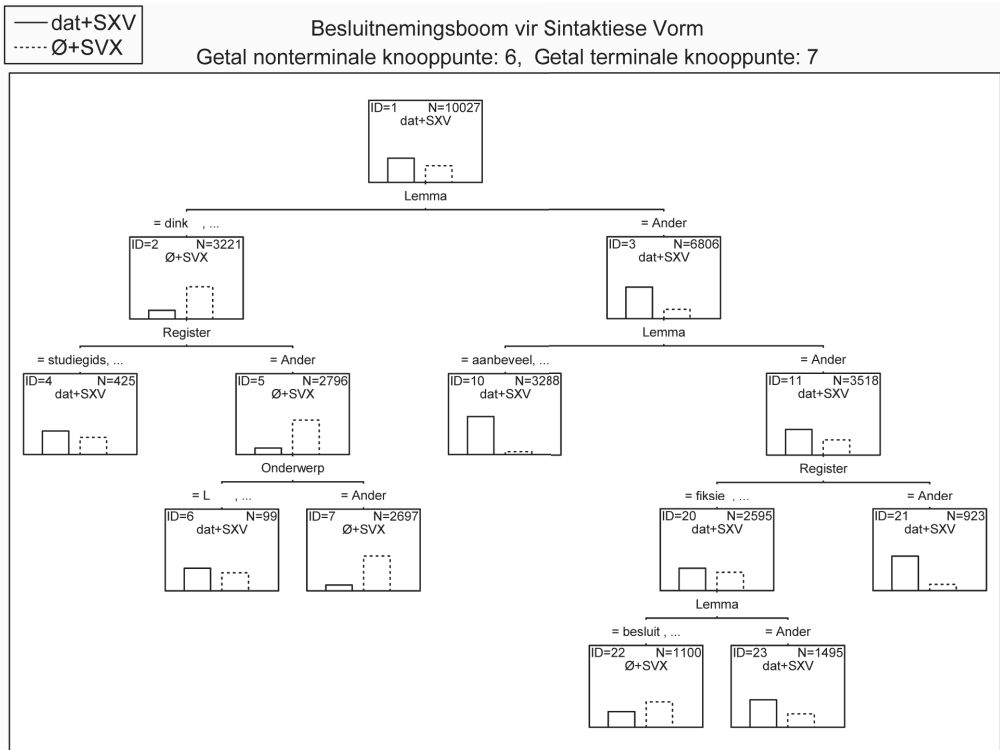 dat+SXV
Ø+SVX
Besluitnemingsboom vir Sintaktiese Vorm
Getal nonterminale knooppunte: 6, Getal terminale knooppunte: 7
ID=1 N=10027
dat+SXV
Lemma
= dink , ...
= Ander
ID=2 N=3221
Ø+SVX
ID=3 N=6806
dat+SXV
Register
Lemma
= studiegids, ...
= Ander
= aanbeveel, ...
= Ander
ID=4 N=425
dat+SXV
ID=5 N=2796
Ø+SVX
ID=10 N=3288
dat+SXV
ID=11 N=3518
dat+SXV
Onderwerp
Register
= L , ...
= Ander
= fiksie , ...
= Ander
ID=6 N=99
dat+SXV
ID=7 N=2697
Ø+SVX
ID=20 N=2595
dat+SXV
ID=21 N=923
dat+SXV
Lemma
= besluit , ...
= Ander
ID=22 N=1100
Ø+SVX
ID=23 N=1495
dat+SXV